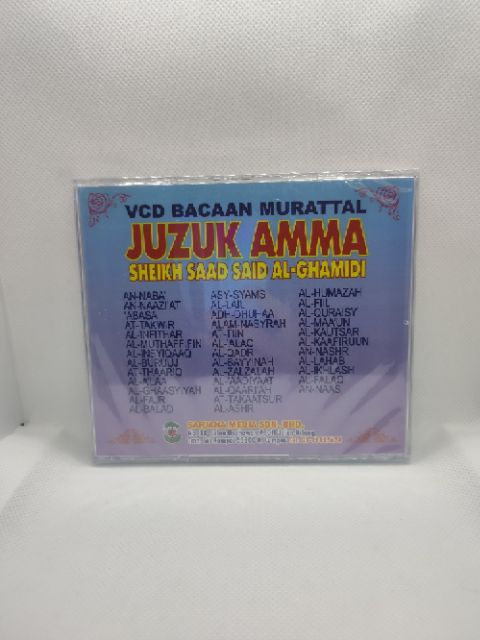 VCD BACAAN MURATTAL
JUZUK AMMA
SHEIKH SAAD SAID AL-GHAMIDI
AN-NABA'
AN-NAAZI'AT
'ABASA
AT-TAKWIR
AL-INFITHAR
AL-MUTHAFFIFIN
AL-INSYIQAAQ
AL-BURUUJ
ATH-THAARIQ
AL-A'LAA
AL-GHAASYIYAH
AL-FAJR
AL-BALAD
ASY-SYAMS
AL-LAIL
ADH-DHUHAA
ALAM-NASYRAH
AT-TIIN
AL-'ALAQ
AL-QADR
AL-BAYYINAH
AL-ZALZALAH
AL-'AADIYAAT
AL-QAARI'AH
AT-TAKAATSUR
AL-ASHR
AL-HUMAZAH
AL-FIIL
AL-QURAISY
AL-MAA'UN
AL-KAUTSAR
AL-KAAFIRUUN
AN-NASHR
AL-LAHAB
AL-IKHLASH
AL-FALAQ
AN-NAAS
MEDIA SDN. BHD.